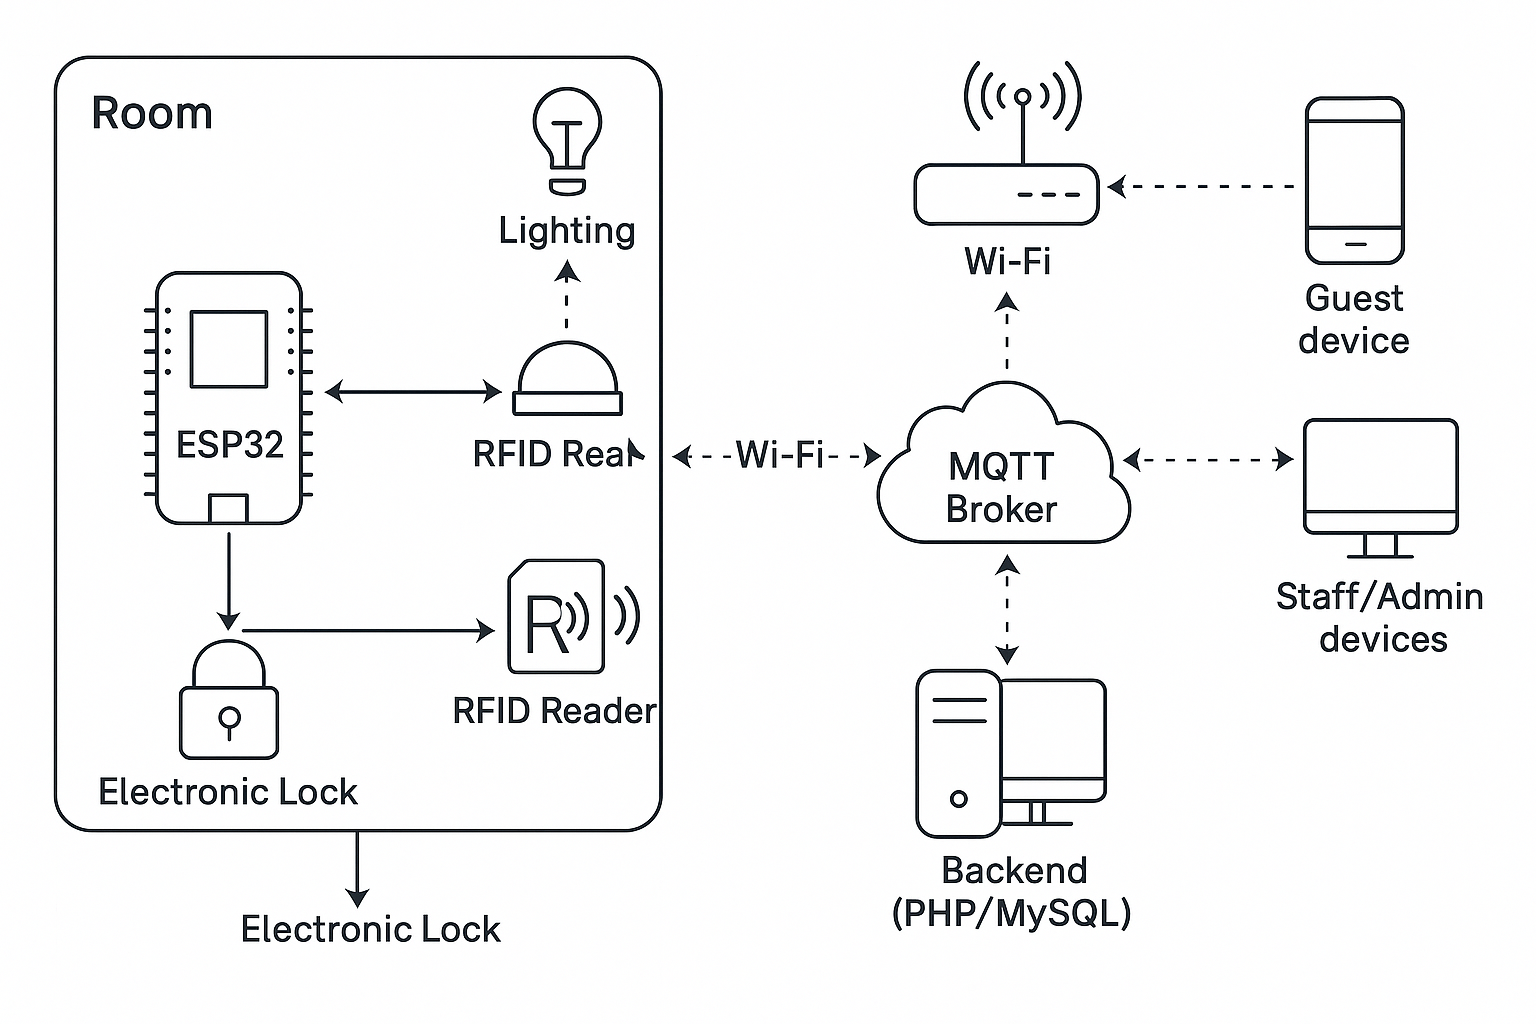 Room
Lighting
Wi-Fi
Guest
device
ESP32
RFID Rea
Wi-Fi
MQTT
Broker
Staff/Admin
devices
R
RFID Reader
Electronic Lock
Backend
(PHP/MySQL)
Electronic Lock